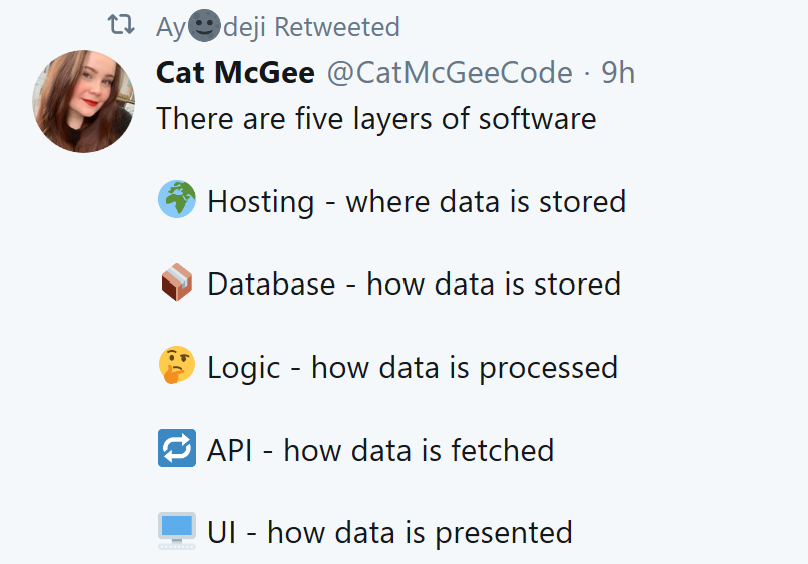 Ay🌚deji Retweeted
Cat McGee @CatMcGeeCode · 9h
There are five layers of software
🌍 Hosting - where data is stored
📦 Database - how data is stored
🤔 Logic - how data is processed
🔁 API - how data is fetched
🖥️ UI - how data is presented